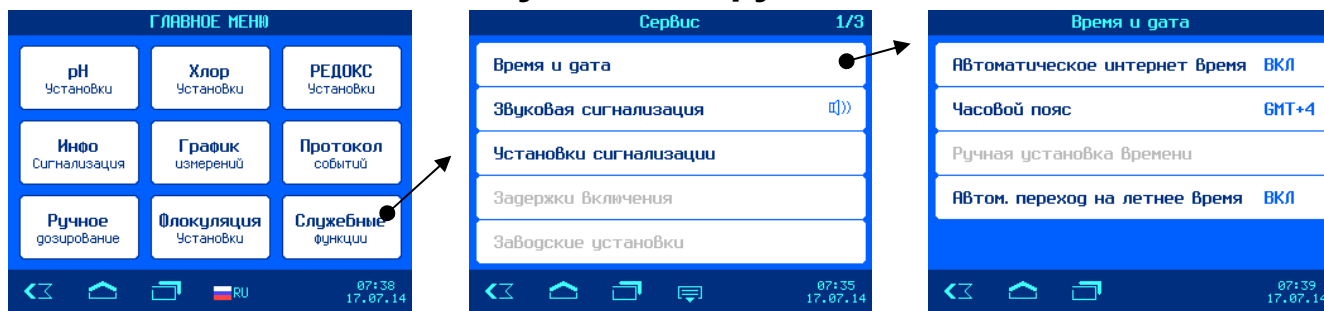 ГЛАВНОЕ МЕНЮ
pH
Установки
Хлор
Установки
РЕДОКС
Установки
Инфо
Сигнализация
График
измерений
Протокол
событий
Ручное
дозирование
Флокуляция
Установки
Служебные
функции
RU
07:38
17.07.14
Сервис 1/3
Время и дата
Звуковая сигнализация
Установки сигнализации
Задержки включения
Заводские установки
07:35
17.07.14
Время и дата
Автоматическое интернет время ВКЛ
Часовой пояс GMT+4
Ручная установка времени
Автом. переход на летнее время ВКЛ
07:39
17.07.14